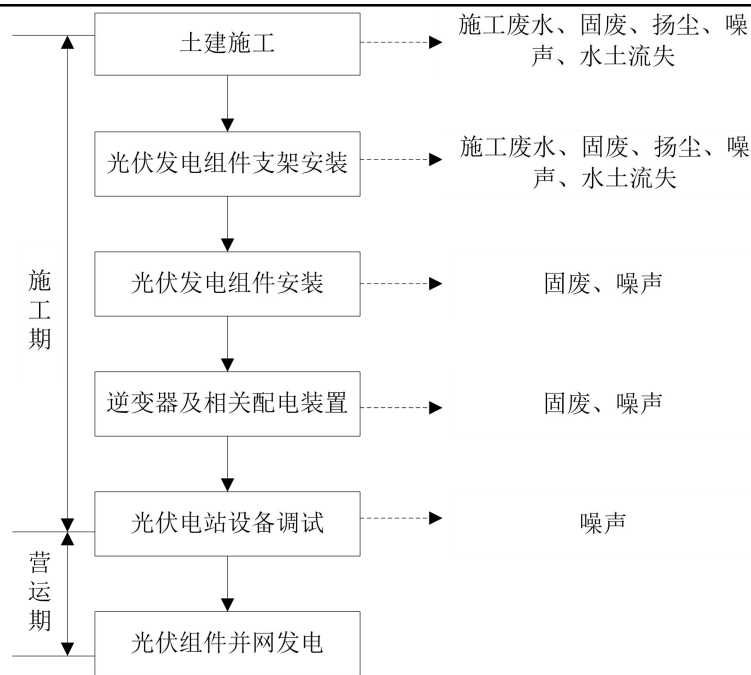 土建施工
施工废水、固废、扬尘、噪
声、水土流失
光伏发电组件支架安装
施工废水、固废、扬尘、噪
声、水土流失
施工期
光伏发电组件安装
固废、噪声
逆变器及相关配电装置
固废、噪声
光伏电站设备调试
噪声
营运期
光伏组件并网发电